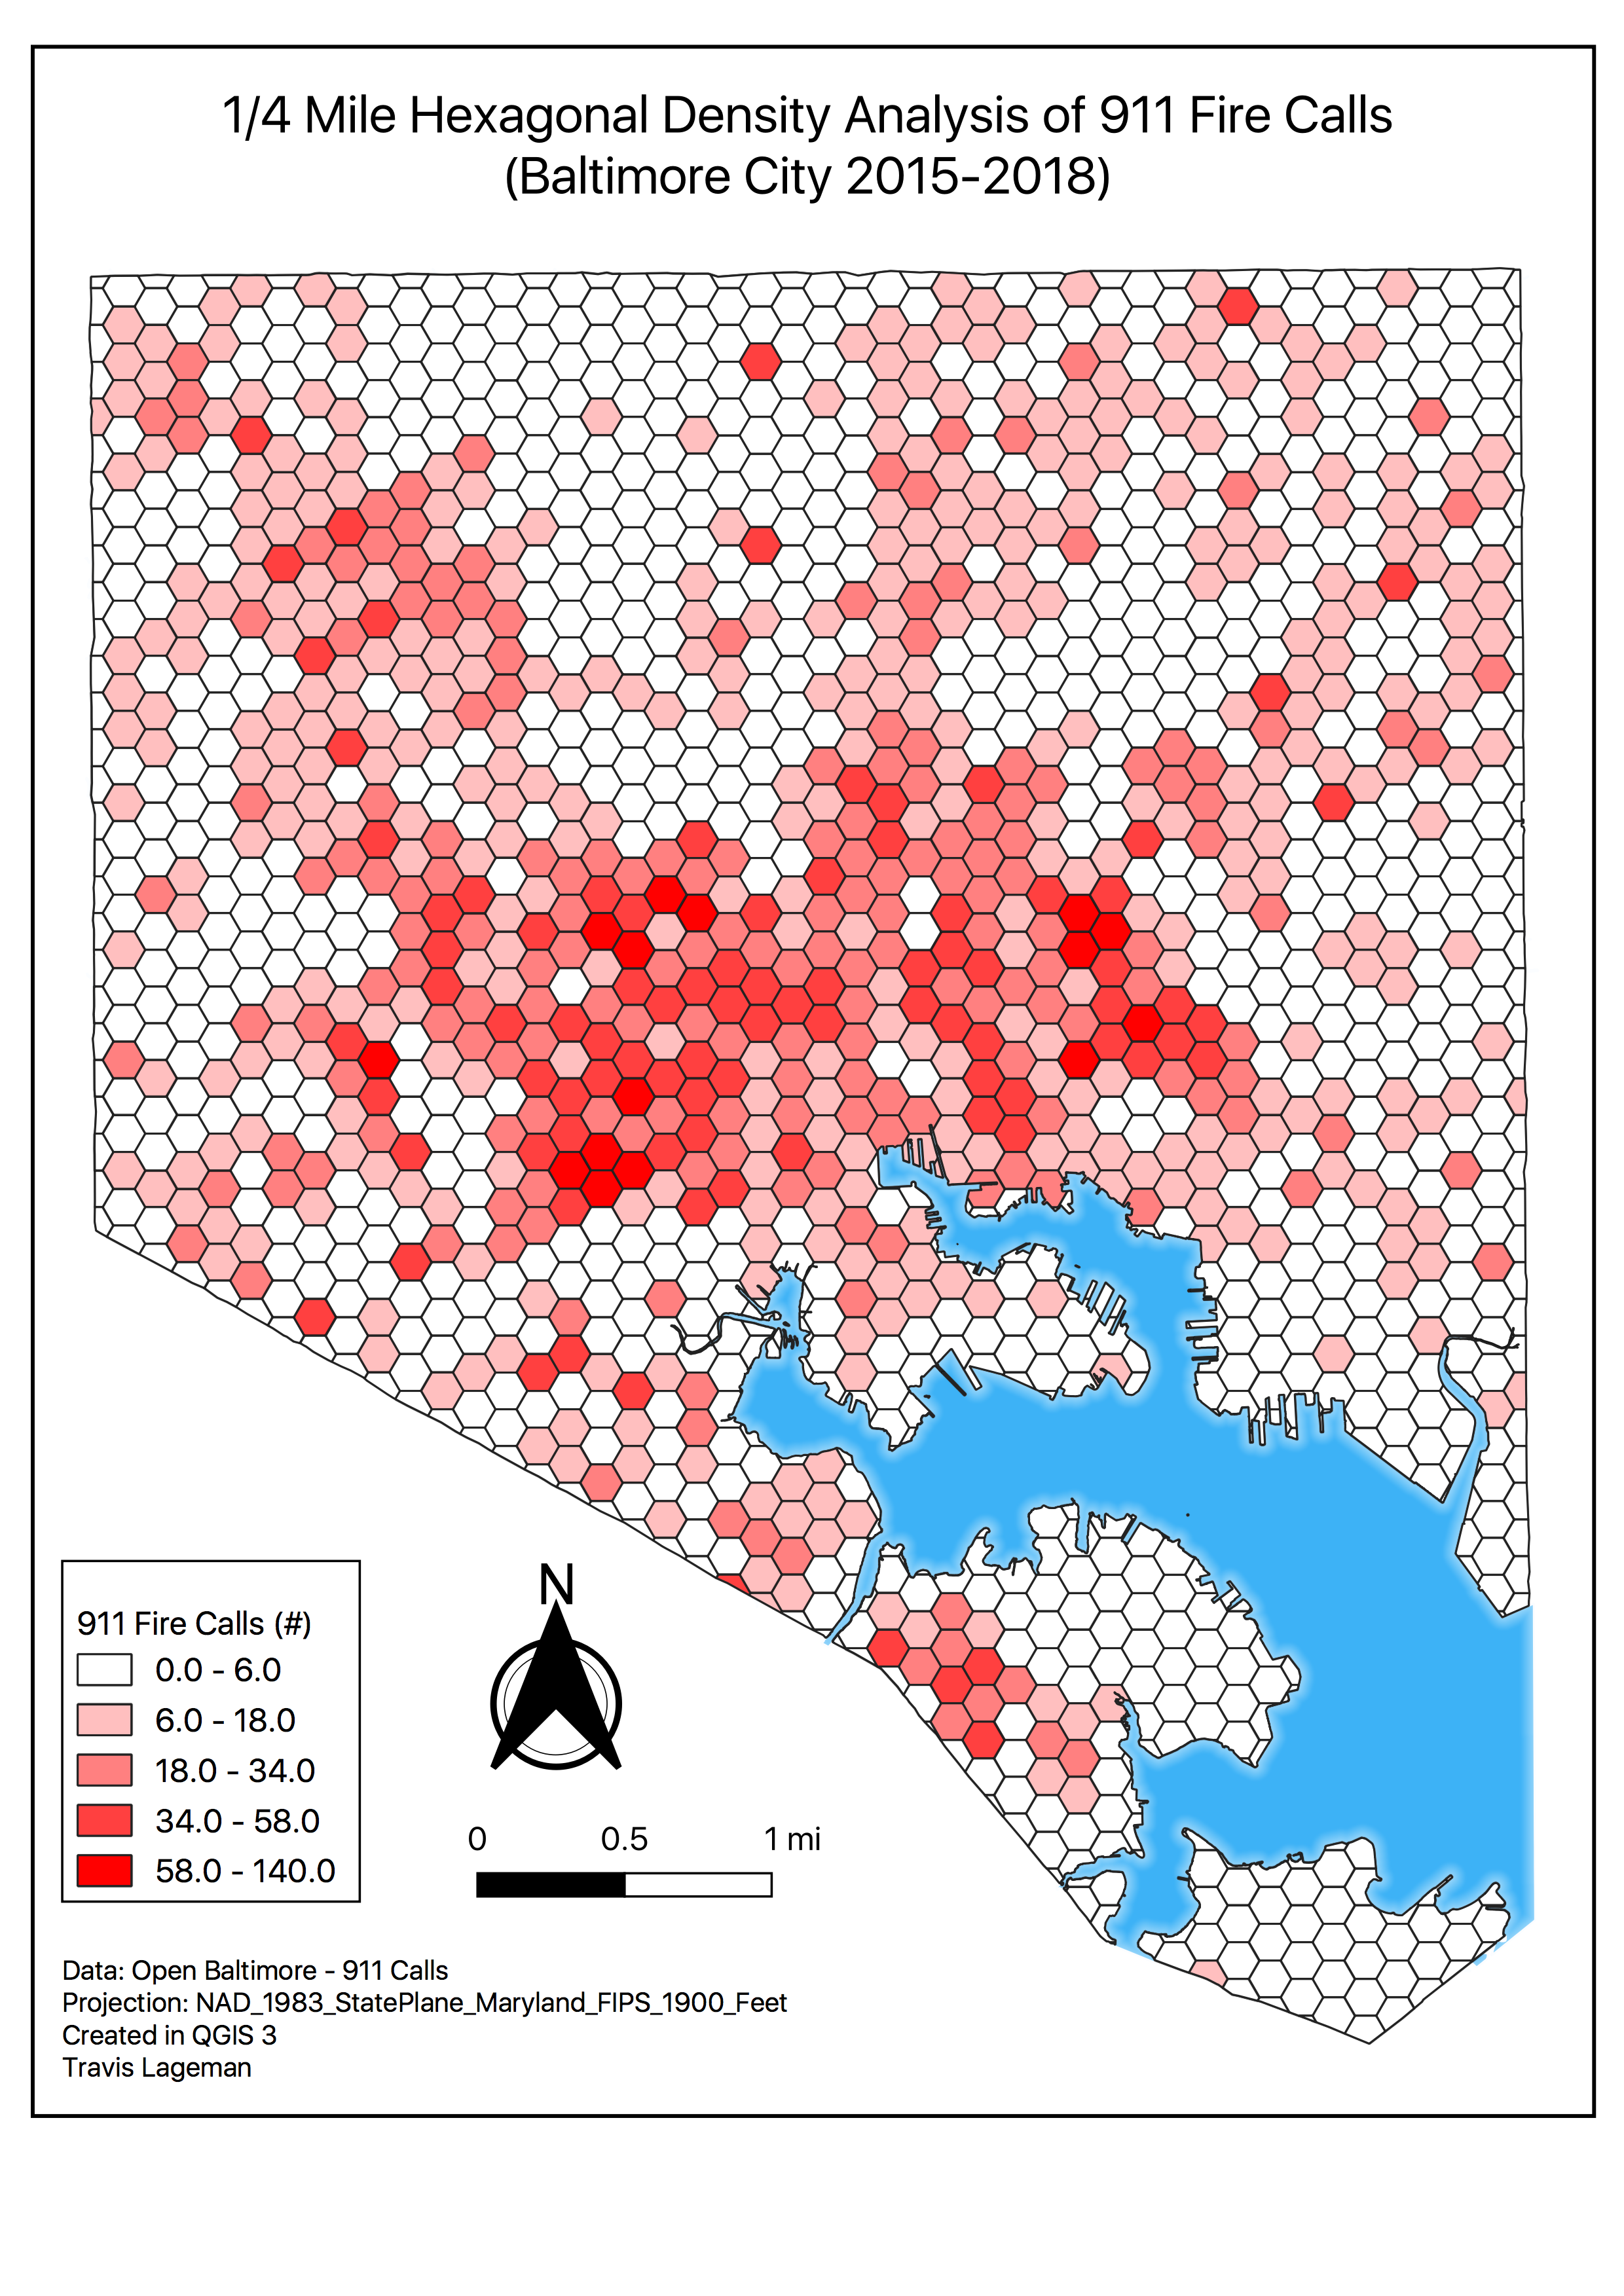 1/4 Mile Hexagonal Density Analysis of 911 Fire Calls
(Baltimore City 2015-2018)
911 Fire Calls (#)
0.0 - 6.0
6.0 - 18.0
18.0 - 34.0
34.0 - 58.0
58.0 - 140.0
N
0 0.5 1 mi
Data: Open Baltimore - 911 Calls
Projection: NAD_1983_StatePlane_Maryland_FIPS_1900_Feet
Created in QGIS 3
Travis Lageman